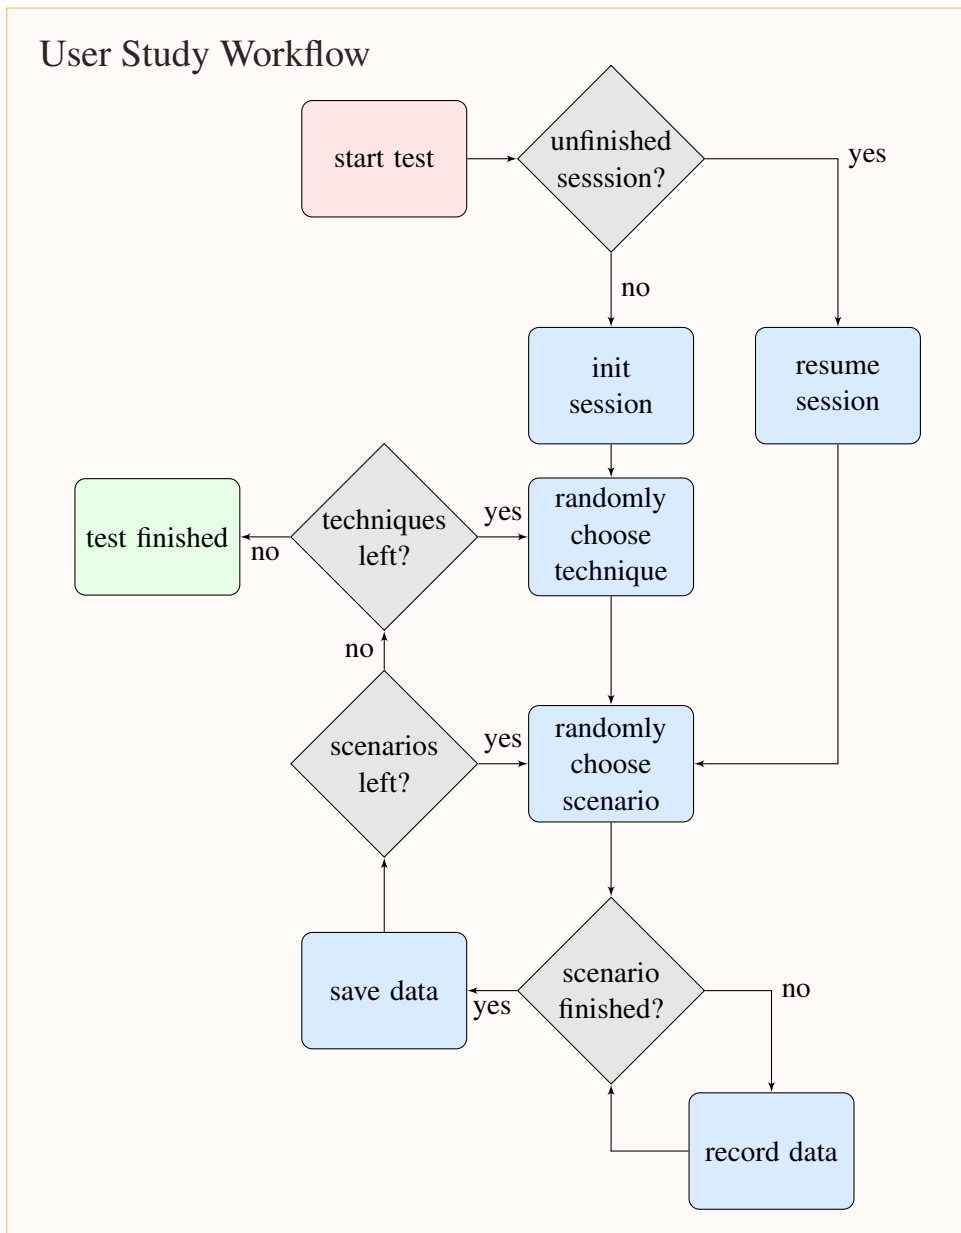 User Study Workflow
start test
unfinished
sesssion?
yes
no
init
session
resume
session
test finished
no
techniques
left?
yes
randomly
choose
technique
no
scenarios
left?
yes
randomly
choose
scenario
save data
yes
scenario
finished?
no
record data